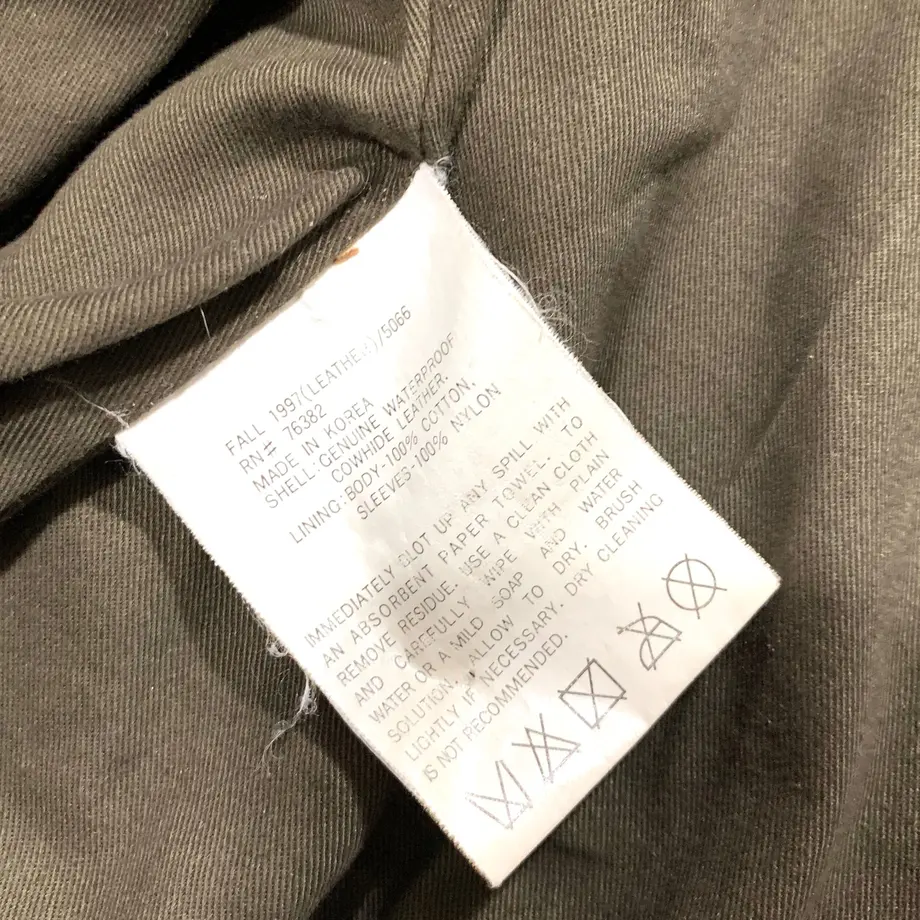 FALL 1997(LEATHER)/5066
RN# 76382
MADE IN KOREA
SHELL:GENUINE WATERPROOF
COWHIDE LEATHER.
LINING:BODY-100% COTTON,
SLEEVES-100% NYLON
IMMEDIATELY BLOT UP ANY SPILL WITH
AN ABSORBENT PAPER TOWEL. TO
REMOVE RESIDUE. USE A CLEAN CLOTH
AND CAREFULLY WIPE WITH PLAIN
WATER OR A MILD SOAP AND WATER
SOLUTION. ALLOW TO DRY. BRUSH
LIGHTLY IF NECESSARY. DRY CLEANING
IS NOT RECOMMENDED.